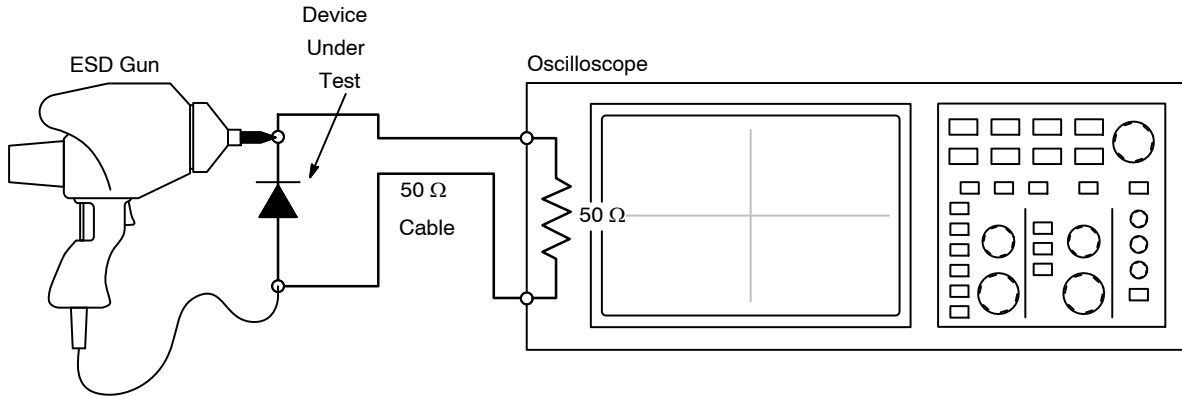 Device
Under
Test
ESD Gun
Oscilloscope
50 Ω
Cable
50 Ω